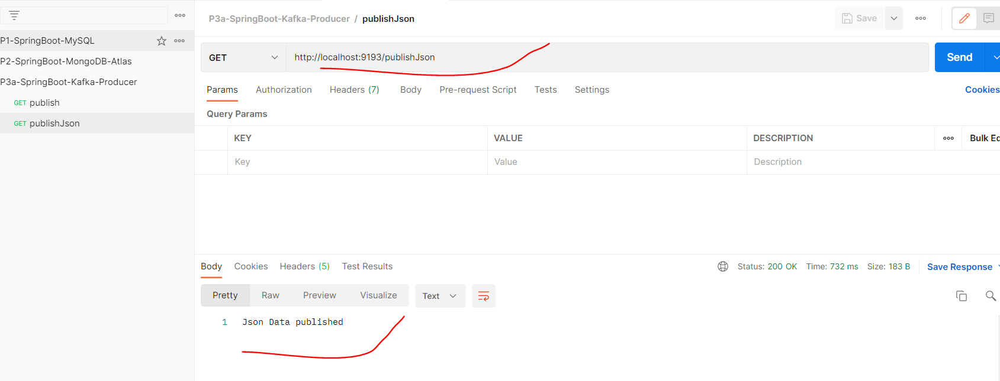 P3a-SpringBoot-Kafka-Producer / publishJson
Save
P1-SpringBoot-MySQL
P2-SpringBoot-MongoDB-Atlas
P3a-SpringBoot-Kafka-Producer
GET publish
GET publishJson
GET http://localhost:9193/publishJson
Send
Params Authorization Headers (7) Body Pre-request Script Tests Settings
Cookies
Query Params
KEY VALUE DESCRIPTION
Bulk Ed
Key Value Description
Body Cookies Headers (5) Test Results
Status: 200 OK Time: 732 ms Size: 183 B
Save Response
Pretty Raw Preview Visualize Text
1 Json Data published